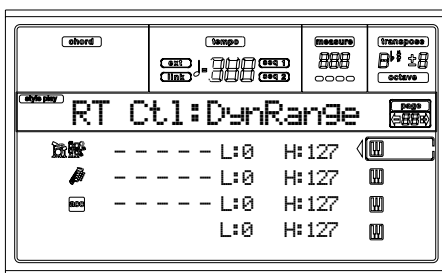 chord tempo measure transpose
ext seq 1
link seq 2
octave
style play page
RT Ctl:DynRange
- - - - - L:0 H:127
- - - - - L:0 H:127
acc - - - - - L:0 H:127
L:0 H:127